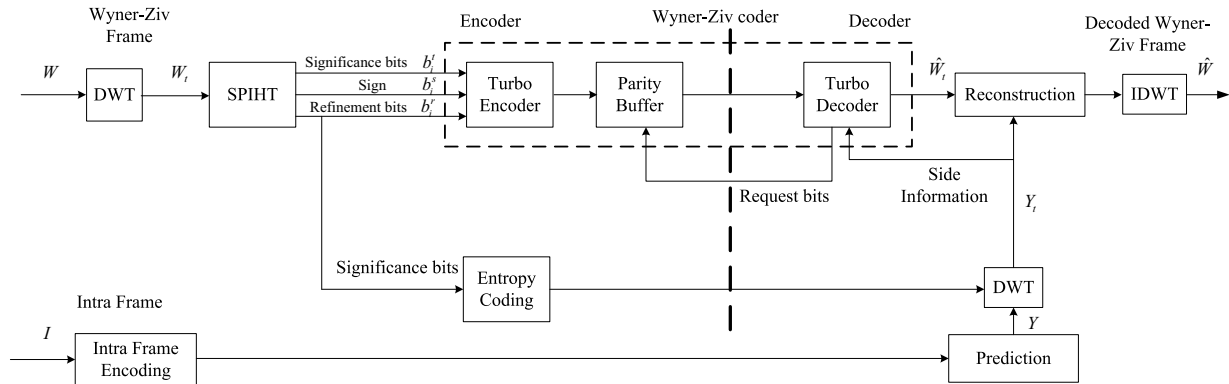 Wyner-Ziv
Frame
Encoder
Wyner-Ziv coder
Decoder
Decoded Wyner-
Ziv Frame
W
DWT
W_t
SPIHT
Significance bits b_i^t
Sign b_i^s
Refinement bits b_i^r
Turbo
Encoder
Parity
Buffer
Turbo
Decoder
Ŵ_t
Reconstruction
IDWT
Ŵ
Request bits
Side
Information
Y_t
Significance bits
Entropy
Coding
DWT
Intra Frame
I
Intra Frame
Encoding
Y
Prediction